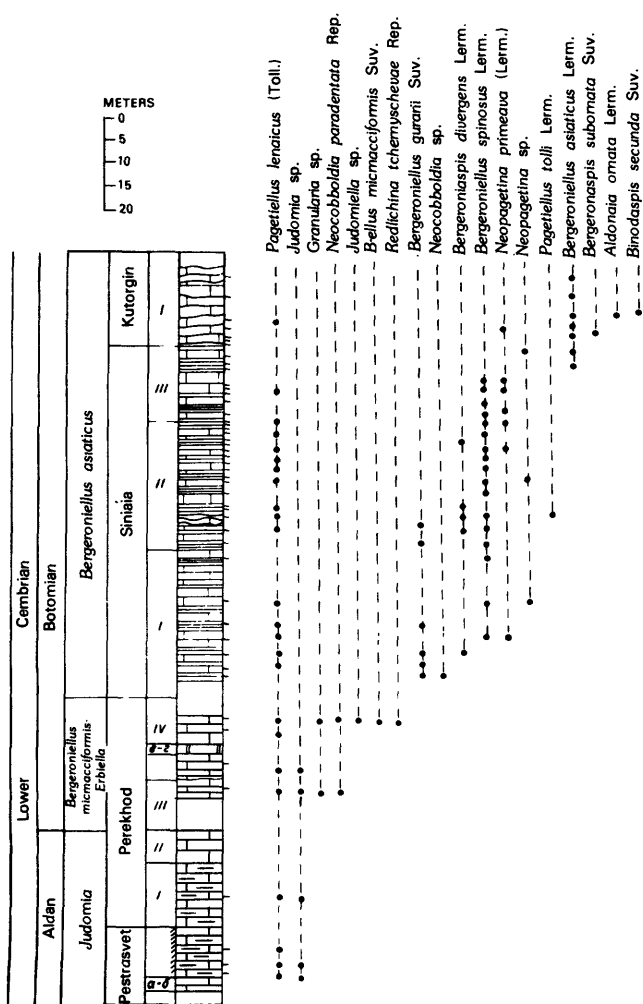 METERS
0
5
10
15
20
Pagetiellus lenaicus (Toll.)
Judomia sp.
Granularia sp.
Neocobboldia paradentata Rep.
Judomiella sp.
Bellus micmacciformis Suv.
Redlichina tchernyschevae Rep.
Bergeroniellus gurarii Suv.
Neocobboldia sp.
Bergeroniaspis divergens Lerm.
Bergeroniellus spinosus Lerm.
Neopagetina primeava (Lerm.)
Neopagetina sp.
Pagetiellus tolli Lerm.
Bergeroniellus asiaticus Lerm.
Bergeronaspis subornata Suv.
Aldonaia ornata Lerm.
Binodaspis secunda Suv.
Lower
Cembrian
Aldan
Botomian
Judomia
Bergeroniellus
micmacciformis-
Erbiella
Bergeroniellus asiaticus
Pestrasvet
Perekhod
Siniaia
Kutorgin
a-б
I
II
III
в-г
IV
I
II
III
I